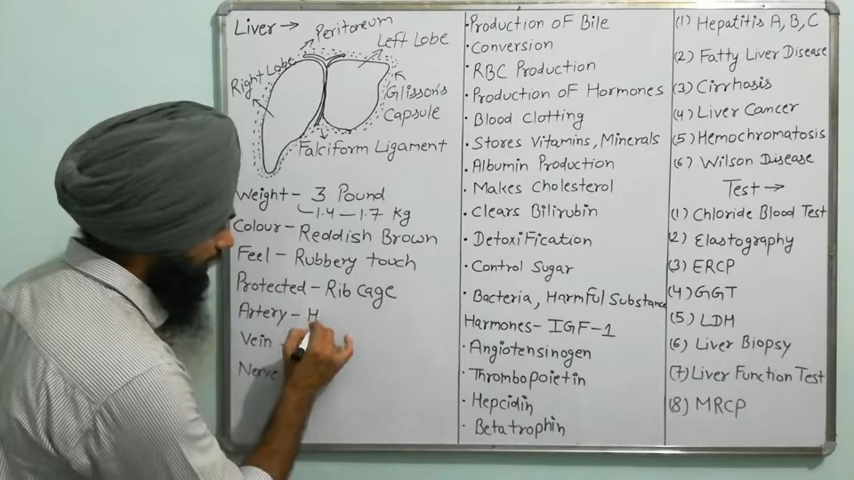 Liver →
Peritoneum
Left Lobe
Right Lobe
Glisson's
Capsule
Falciform Ligament
Weight - 3 Pound
1.4 - 1.7 Kg
Colour - Reddish Brown
Feel - Rubbery touch
Protected - Rib Cage
Artery - H
Vein -
Nerve
• Production of Bile
• Conversion
• RBC Production
• Production of Hormones
• Blood Clotting
• Stores Vitamins, Minerals
• Albumin Production
• Makes Cholesterol
• Clears Bilirubin
• Detoxification
• Control Sugar
• Bacteria, Harmful Substance
Harmones - IGF-1
• Angiotensinogen
• Thrombopoietin
• Hepcidin
• Betatrophin
(1) Hepatitis A, B, C
(2) Fatty Liver Disease
(3) Cirrhosis
(4) Liver Cancer
(5) Hemochromatosis
(6) Wilson Disease
Test →
(1) Chloride Blood Test
(2) Elastography
(3) ERCP
(4) GGT
(5) LDH
(6) Liver Biopsy
(7) Liver Function Test
(8) MRCP